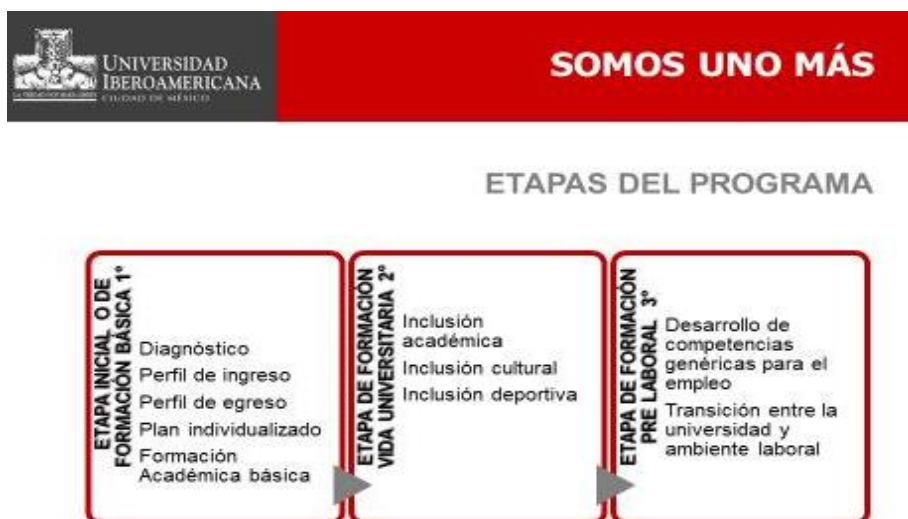 UNIVERSIDAD
IBEROAMERICANA
CIUDAD DE MÉXICO
SOMOS UNO MÁS
ETAPAS DEL PROGRAMA
ETAPA INICIAL O DE
FORMACIÓN BÁSICA 1º
Diagnóstico
Perfil de ingreso
Perfil de egreso
Plan individualizado
Formación
Académica básica
ETAPA DE FORMACIÓN
VIDA UNIVERSITARIA 2º
Inclusión
académica
Inclusión cultural
Inclusión deportiva
ETAPA DE FORMACIÓN
PRE LABORAL 3º
Desarrollo de
competencias
genéricas para el
empleo
Transición entre la
universidad y
ambiente laboral